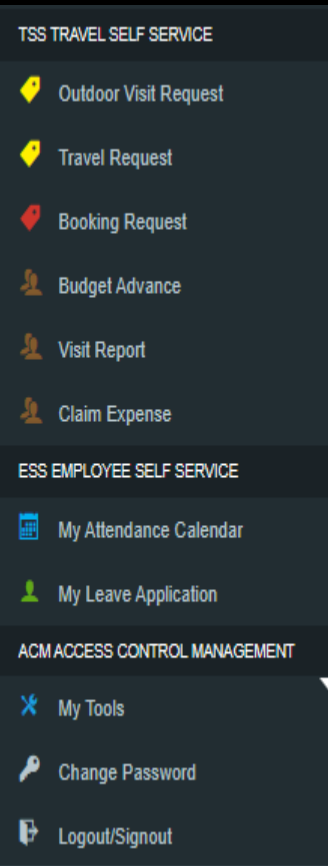 TSS TRAVEL SELF SERVICE
Outdoor Visit Request
Travel Request
Booking Request
Budget Advance
Visit Report
Claim Expense
ESS EMPLOYEE SELF SERVICE
My Attendance Calendar
My Leave Application
ACM ACCESS CONTROL MANAGEMENT
My Tools
Change Password
Logout/Signout